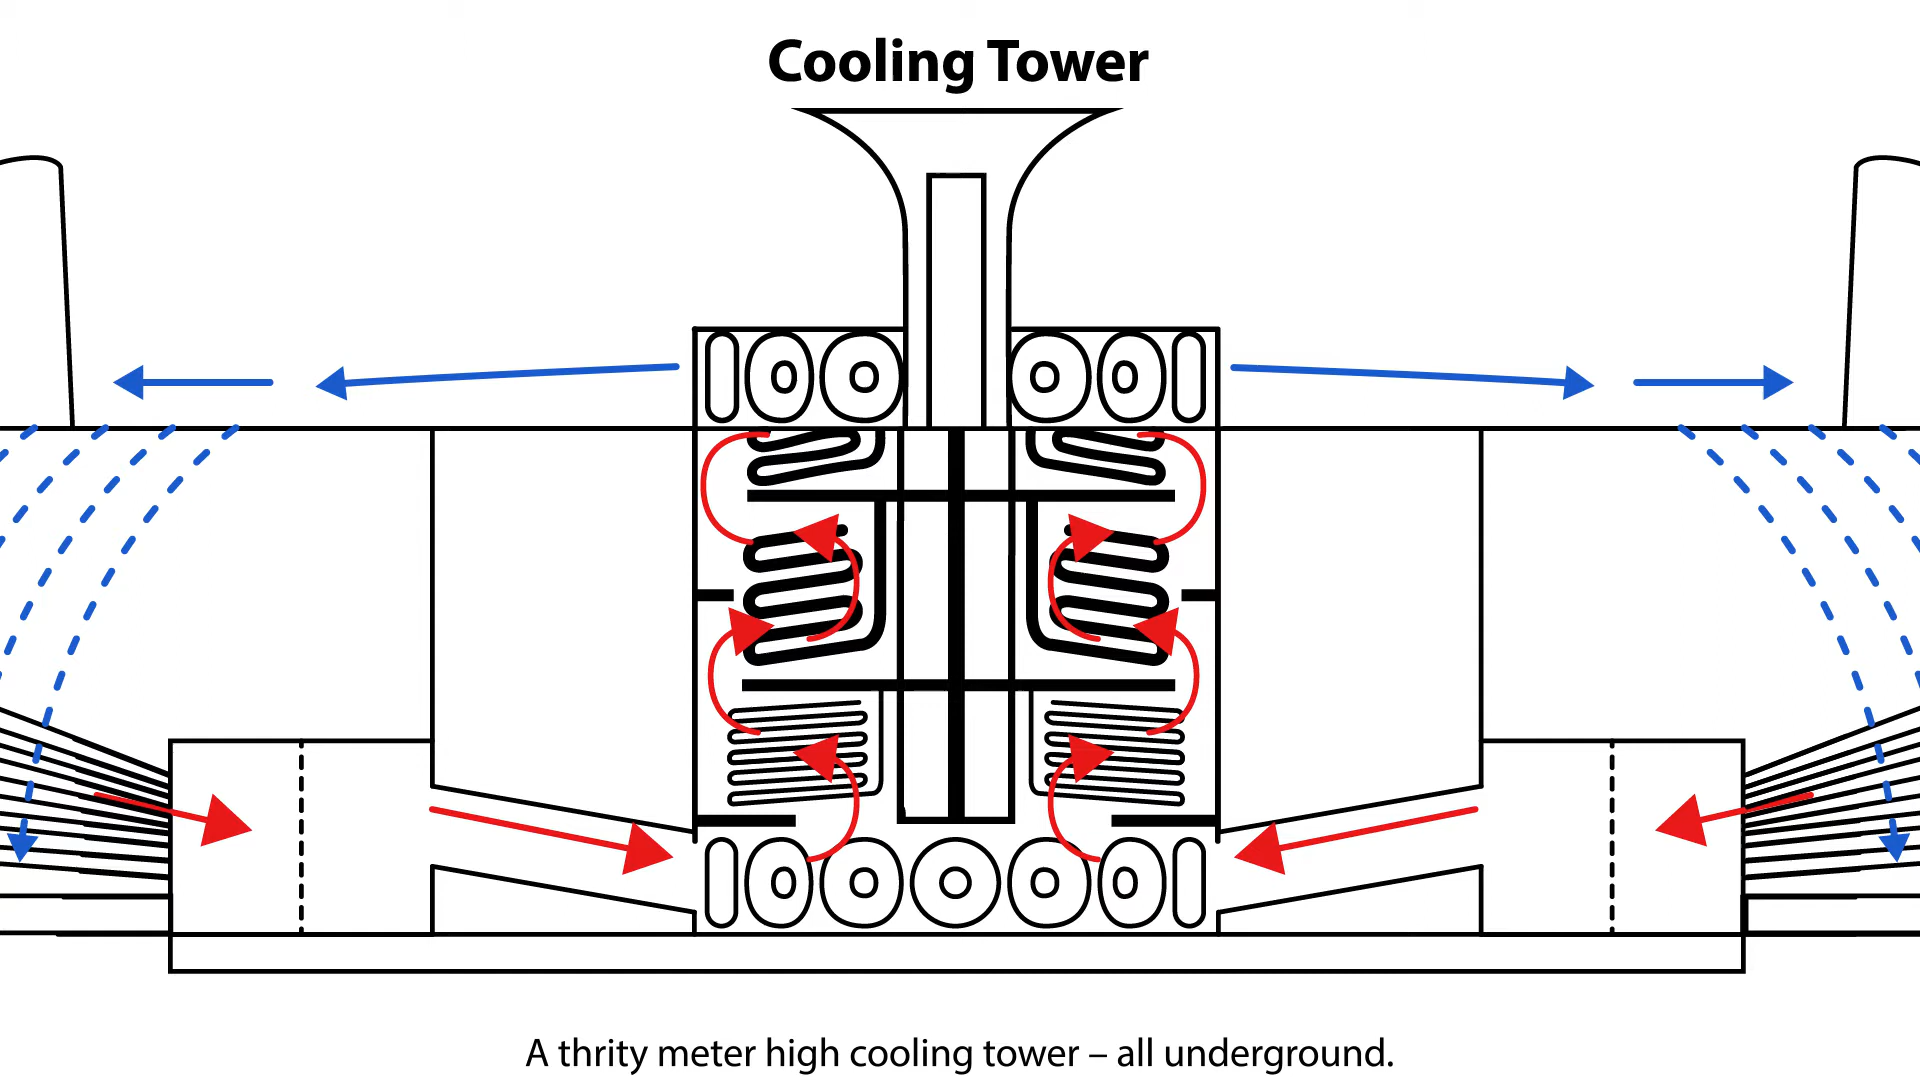 Cooling Tower
A thrity meter high cooling tower – all underground.